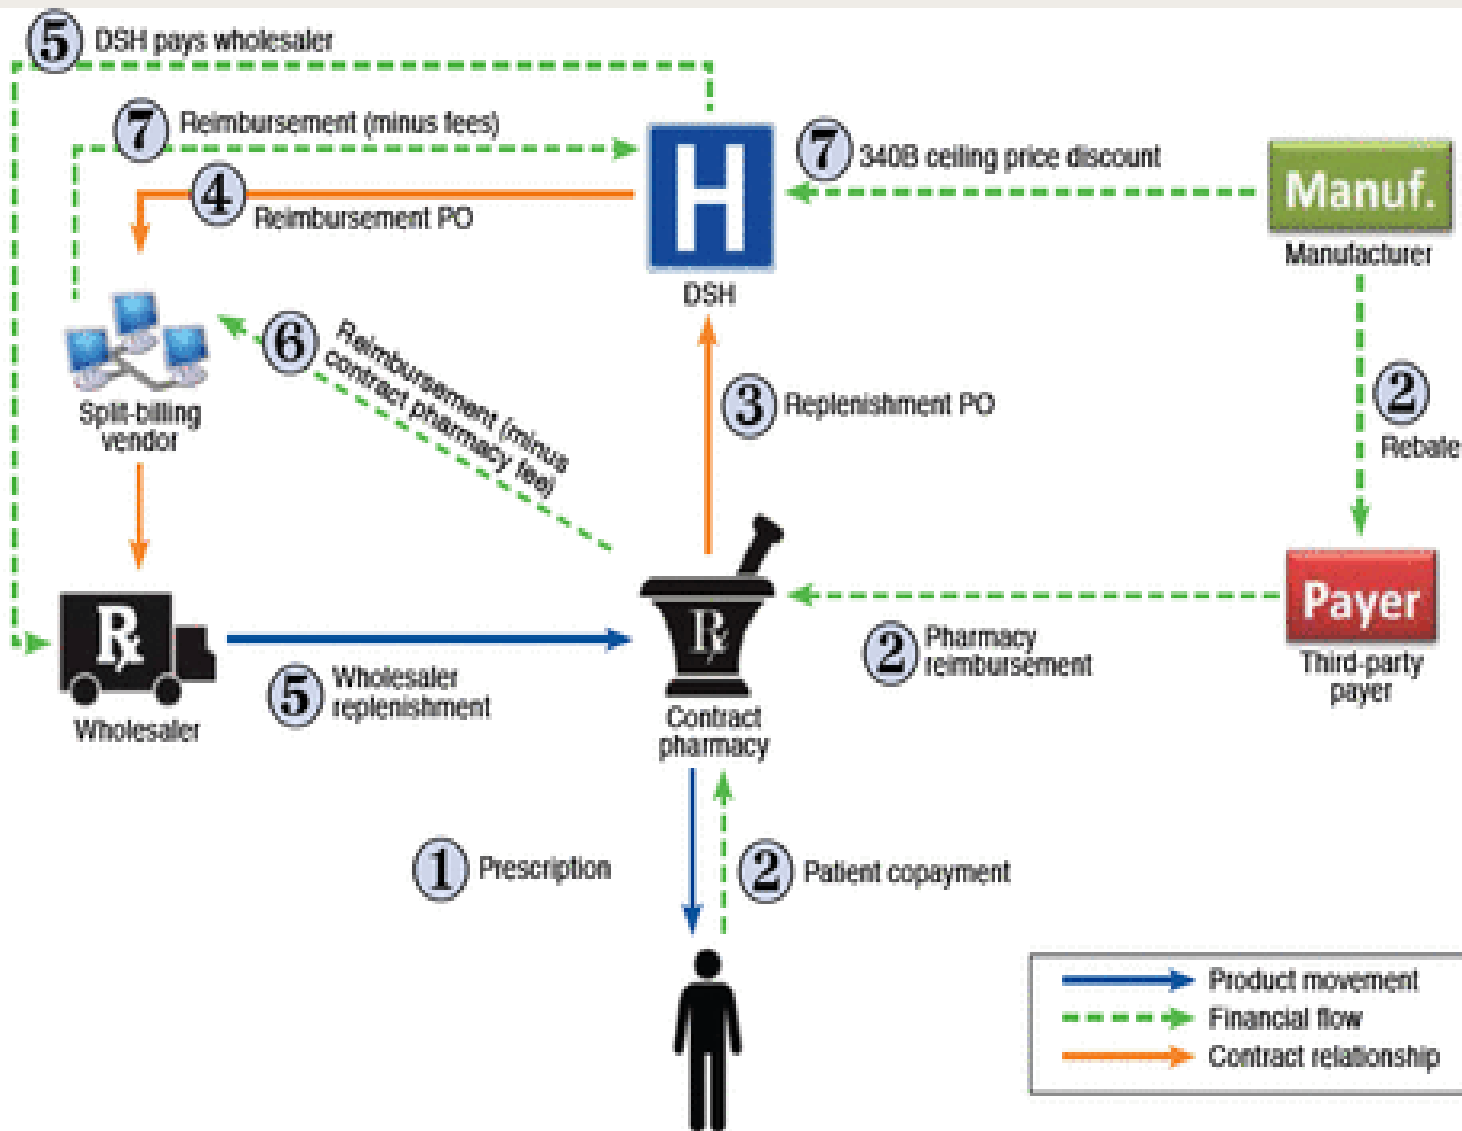 5 DSH pays wholesaler
7 Reimbursement (minus fees)
7 340B ceiling price discount
4
Reimbursement PO
H
DSH
Manuf.
Manufacturer
6 Reimbursement (minus
contract pharmacy fee)
Split-billing
vendor
3 Replenishment PO
2
Rebate
Rx
Wholesaler
5 Wholesaler
replenishment
Rx
Contract
pharmacy
2 Pharmacy
reimbursement
Payer
Third-party
payer
1 Prescription
2 Patient copayment
Product movement
Financial flow
Contract relationship